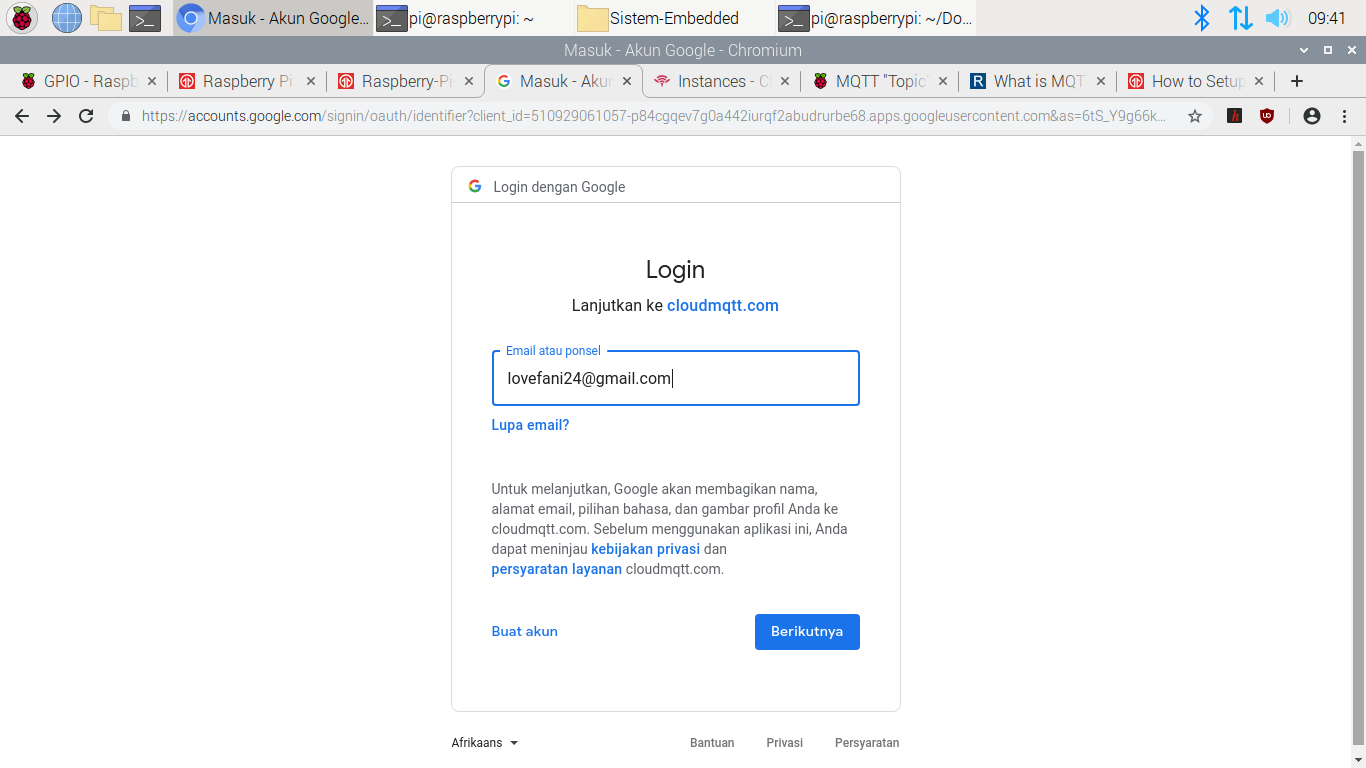 Masuk - Akun Google...
pi@raspberrypi: ~
Sistem-Embedded
pi@raspberrypi: ~/Do...
09:41
Masuk - Akun Google - Chromium
GPIO - Raspb
Raspberry Pi
Raspberry-Pi
Masuk - Akun
Instances - Cl
MQTT "Topic"
What is MQT
How to Setup
https://accounts.google.com/signin/oauth/identifier?client_id=510929061057-p84cgqev7g0a442iurqf2abudrurbe68.apps.googleusercontent.com&as=6tS_Y9g66k...
Login dengan Google
Login
Lanjutkan ke cloudmqtt.com
Email atau ponsel
lovefani24@gmail.com
Lupa email?
Untuk melanjutkan, Google akan membagikan nama,
alamat email, pilihan bahasa, dan gambar profil Anda ke
cloudmqtt.com. Sebelum menggunakan aplikasi ini, Anda
dapat meninjau kebijakan privasi dan
persyaratan layanan cloudmqtt.com.
Buat akun
Berikutnya
Afrikaans
Bantuan
Privasi
Persyaratan